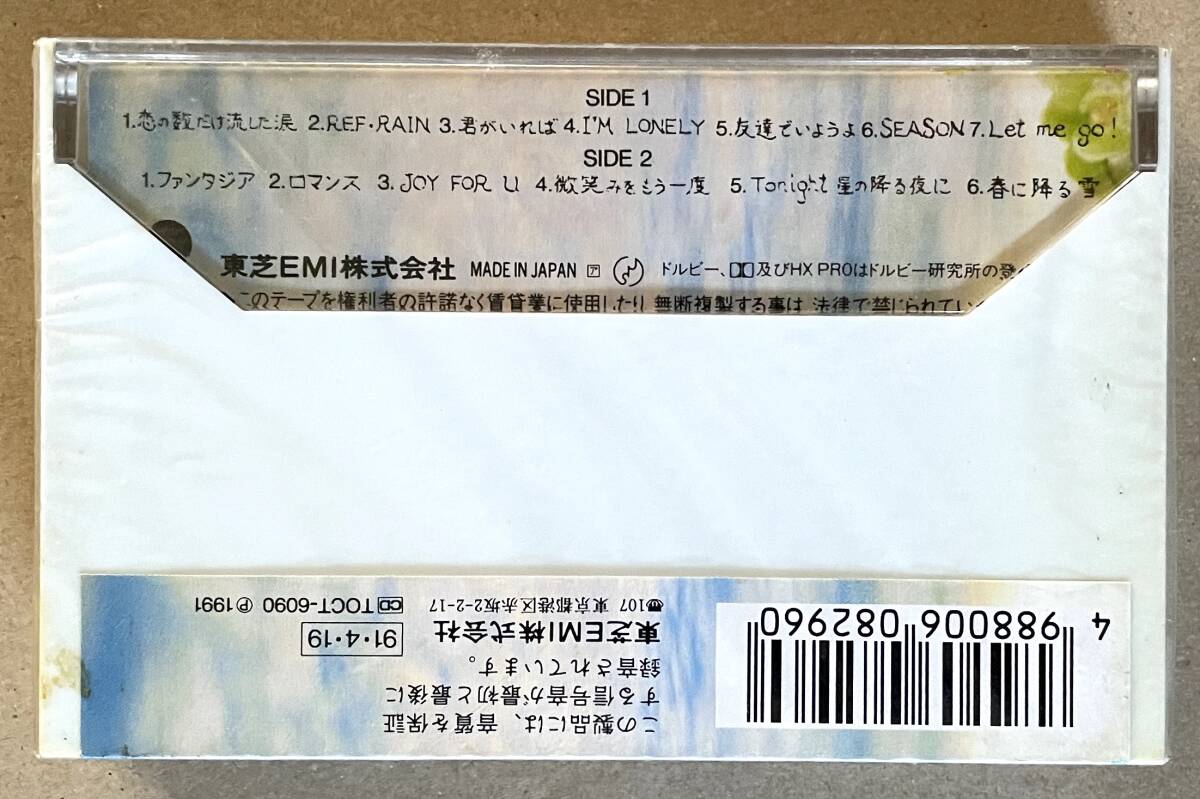 SIDE 1
1.恋の数だけ流した涙 2.REF・RAIN 3.君がいれば 4.I'M LONELY 5.友達でいようよ 6.SEASON 7.Let me go!
SIDE 2
1.ファンタジア 2.ロマンス 3.JOY FOR U 4.微笑みをもう一度 5.Tonight 星の降る夜に 6.春に降る雪
東芝EMI株式会社 MADE IN JAPAN ア ドルビー、及びHX PROはドルビー研究所の登
このテープを権利者の許諾なく賃貸業に使用したり、無断複製する事は、法律で禁じられてい
この製品には、音質を保証
する信号音が最初と最後に
録音されています。
東芝EMI株式会社 91・4・19
〠107 東京都港区赤坂2-2-17 CD TOCT-6090 Ⓟ1991
4 988006 082960